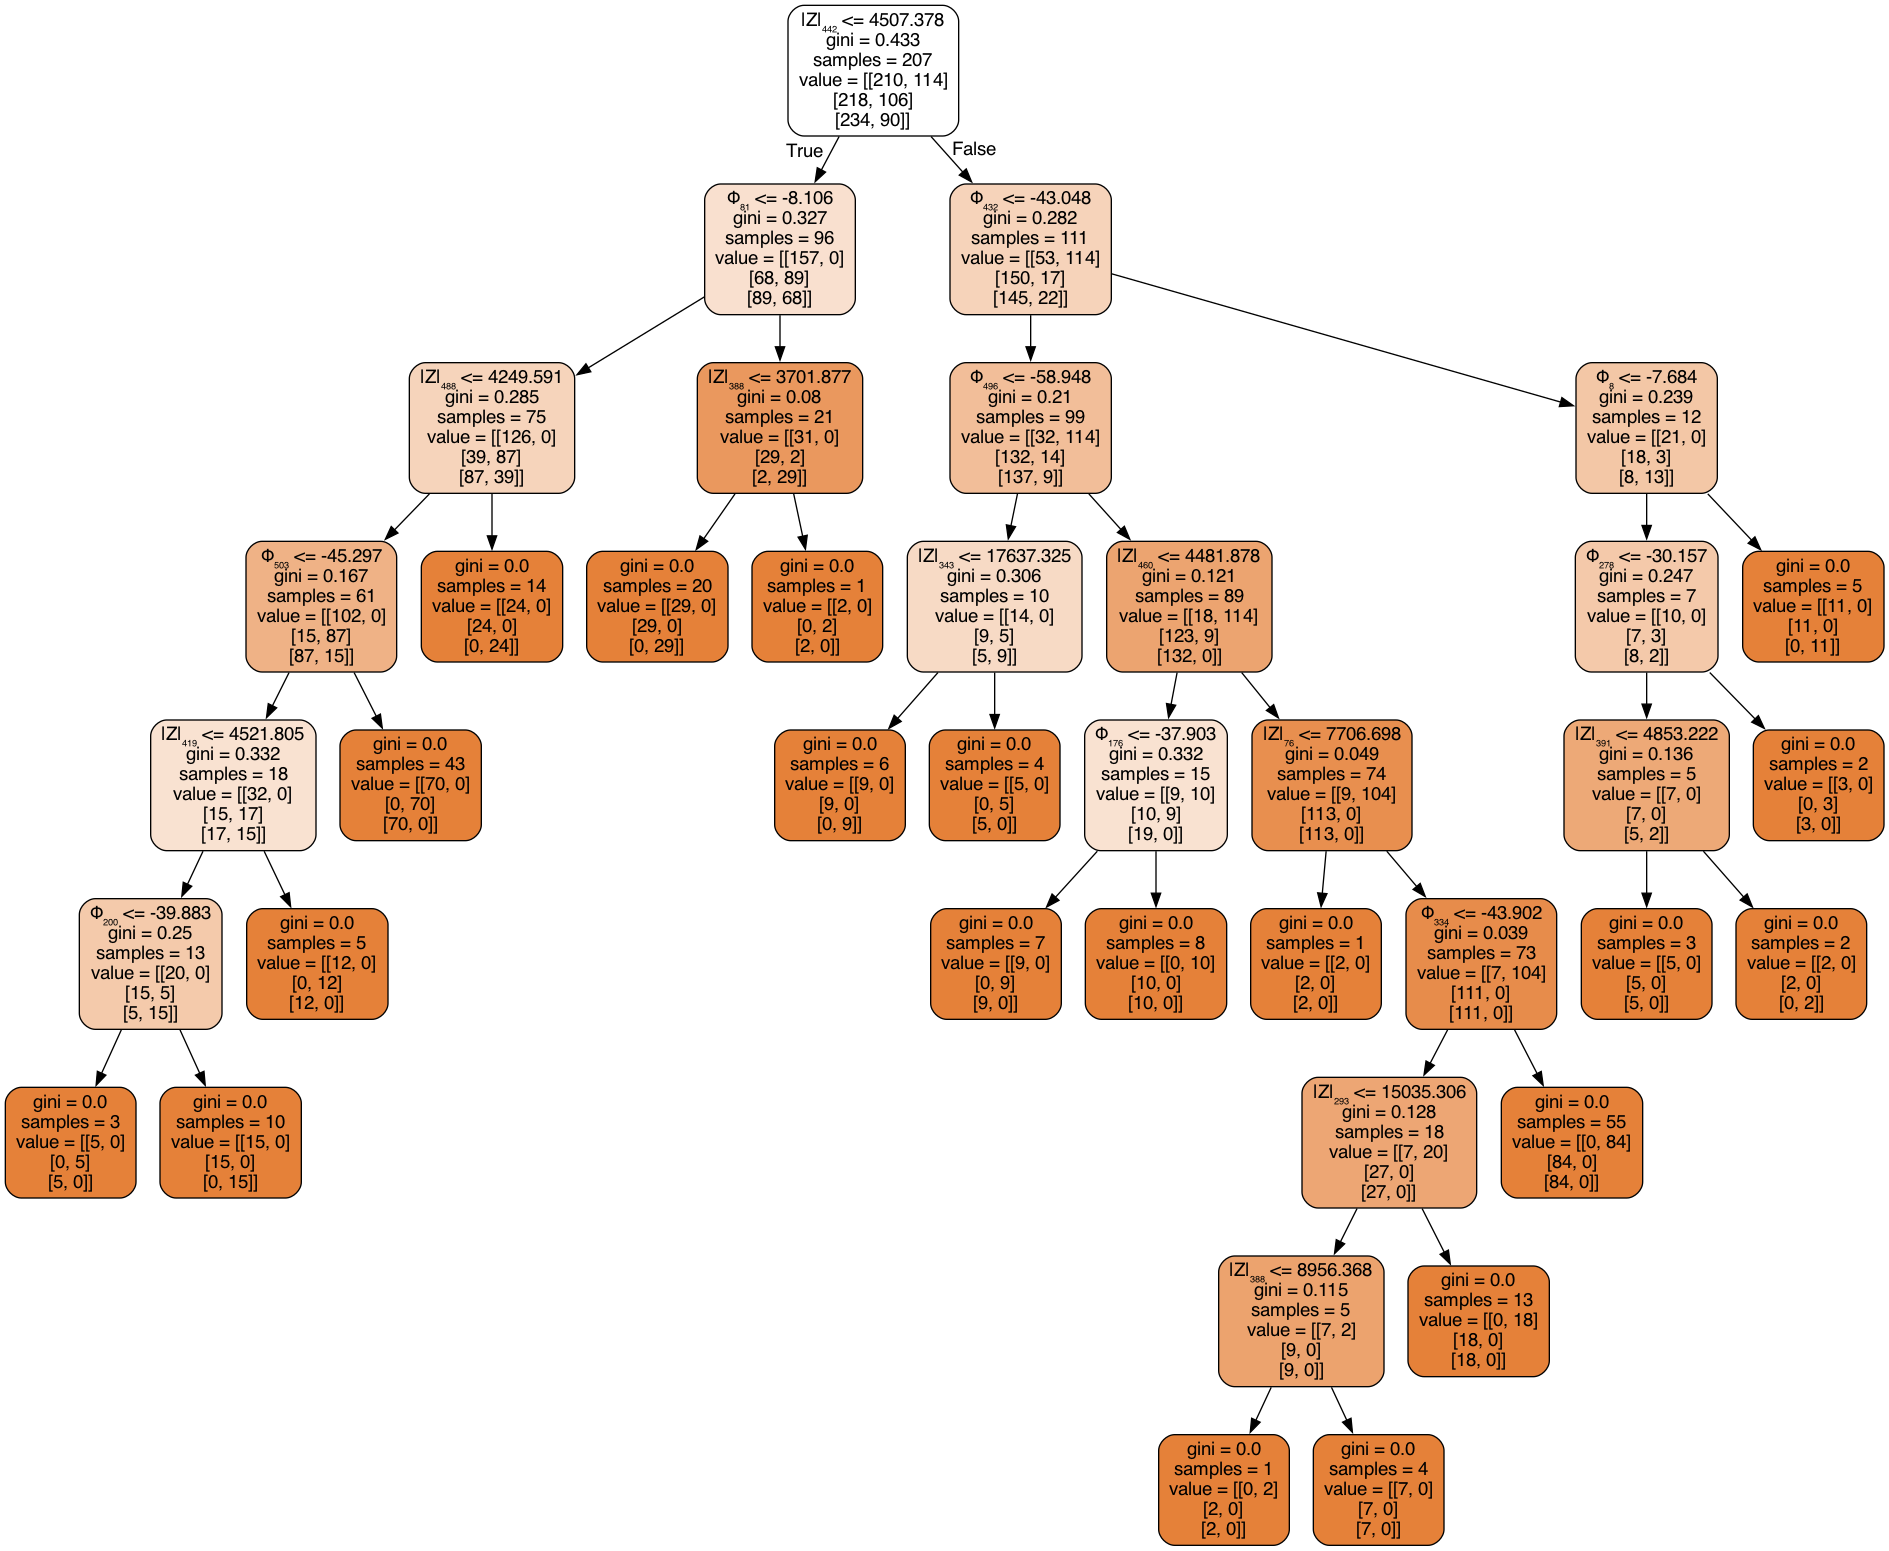 |Z|₄₄₂ <= 4507.378
gini = 0.433
samples = 207
value = [[210, 114]
[218, 106]
[234, 90]]
True
False
Φ₈₁ <= -8.106
gini = 0.327
samples = 96
value = [[157, 0]
[68, 89]
[89, 68]]
Φ₄₃₂ <= -43.048
gini = 0.282
samples = 111
value = [[53, 114]
[150, 17]
[145, 22]]
|Z|₄₈₈ <= 4249.591
gini = 0.285
samples = 75
value = [[126, 0]
[39, 87]
[87, 39]]
|Z|₃₈₈ <= 3701.877
gini = 0.08
samples = 21
value = [[31, 0]
[29, 2]
[2, 29]]
Φ₄₉₆ <= -58.948
gini = 0.21
samples = 99
value = [[32, 114]
[132, 14]
[137, 9]]
Φ₈ <= -7.684
gini = 0.239
samples = 12
value = [[21, 0]
[18, 3]
[8, 13]]
Φ₅₀₃ <= -45.297
gini = 0.167
samples = 61
value = [[102, 0]
[15, 87]
[87, 15]]
gini = 0.0
samples = 14
value = [[24, 0]
[24, 0]
[0, 24]]
gini = 0.0
samples = 20
value = [[29, 0]
[29, 0]
[0, 29]]
gini = 0.0
samples = 1
value = [[2, 0]
[0, 2]
[2, 0]]
|Z|₃₄₃ <= 17637.325
gini = 0.306
samples = 10
value = [[14, 0]
[9, 5]
[5, 9]]
|Z|₄₆₀ <= 4481.878
gini = 0.121
samples = 89
value = [[18, 114]
[123, 9]
[132, 0]]
Φ₂₇₈ <= -30.157
gini = 0.247
samples = 7
value = [[10, 0]
[7, 3]
[8, 2]]
gini = 0.0
samples = 5
value = [[11, 0]
[11, 0]
[0, 11]]
|Z|₄₁₉ <= 4521.805
gini = 0.332
samples = 18
value = [[32, 0]
[15, 17]
[17, 15]]
gini = 0.0
samples = 43
value = [[70, 0]
[0, 70]
[70, 0]]
gini = 0.0
samples = 6
value = [[9, 0]
[9, 0]
[0, 9]]
gini = 0.0
samples = 4
value = [[5, 0]
[0, 5]
[5, 0]]
Φ₁₇₆ <= -37.903
gini = 0.332
samples = 15
value = [[9, 10]
[10, 9]
[19, 0]]
|Z|₇₆ <= 7706.698
gini = 0.049
samples = 74
value = [[9, 104]
[113, 0]
[113, 0]]
|Z|₃₉₁ <= 4853.222
gini = 0.136
samples = 5
value = [[7, 0]
[7, 0]
[5, 2]]
gini = 0.0
samples = 2
value = [[3, 0]
[0, 3]
[3, 0]]
Φ₂₀₀ <= -39.883
gini = 0.25
samples = 13
value = [[20, 0]
[15, 5]
[5, 15]]
gini = 0.0
samples = 5
value = [[12, 0]
[0, 12]
[12, 0]]
gini = 0.0
samples = 7
value = [[9, 0]
[0, 9]
[9, 0]]
gini = 0.0
samples = 8
value = [[0, 10]
[10, 0]
[10, 0]]
gini = 0.0
samples = 1
value = [[2, 0]
[2, 0]
[2, 0]]
Φ₃₃₄ <= -43.902
gini = 0.039
samples = 73
value = [[7, 104]
[111, 0]
[111, 0]]
gini = 0.0
samples = 3
value = [[5, 0]
[5, 0]
[5, 0]]
gini = 0.0
samples = 2
value = [[2, 0]
[2, 0]
[0, 2]]
gini = 0.0
samples = 3
value = [[5, 0]
[0, 5]
[5, 0]]
gini = 0.0
samples = 10
value = [[15, 0]
[15, 0]
[0, 15]]
|Z|₂₉₃ <= 15035.306
gini = 0.128
samples = 18
value = [[7, 20]
[27, 0]
[27, 0]]
gini = 0.0
samples = 55
value = [[0, 84]
[84, 0]
[84, 0]]
|Z|₃₈₈ <= 8956.368
gini = 0.115
samples = 5
value = [[7, 2]
[9, 0]
[9, 0]]
gini = 0.0
samples = 13
value = [[0, 18]
[18, 0]
[18, 0]]
gini = 0.0
samples = 1
value = [[0, 2]
[2, 0]
[2, 0]]
gini = 0.0
samples = 4
value = [[7, 0]
[7, 0]
[7, 0]]